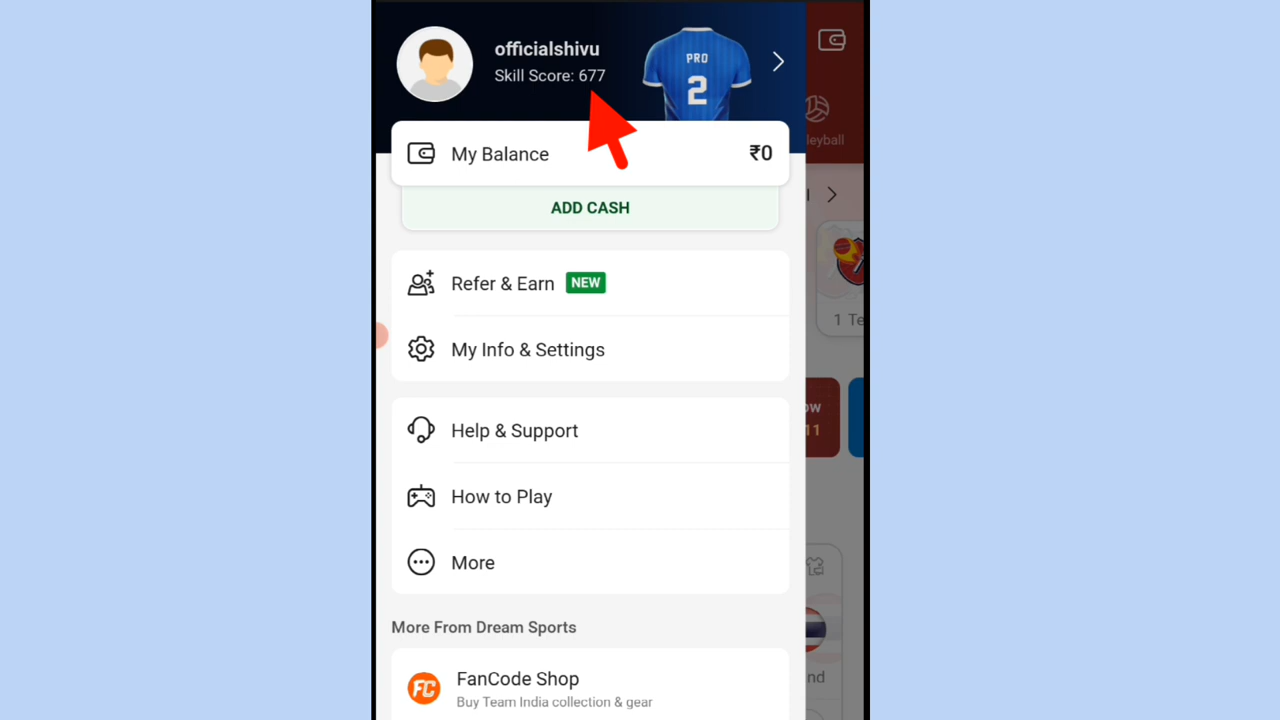 officialshivu
Skill Score: 677
PRO
2
My Balance
₹0
ADD CASH
Refer & Earn NEW
My Info & Settings
Help & Support
How to Play
More
More From Dream Sports
FC
FanCode Shop
Buy Team India collection & gear
leyball
1 Te
ow
11
nd